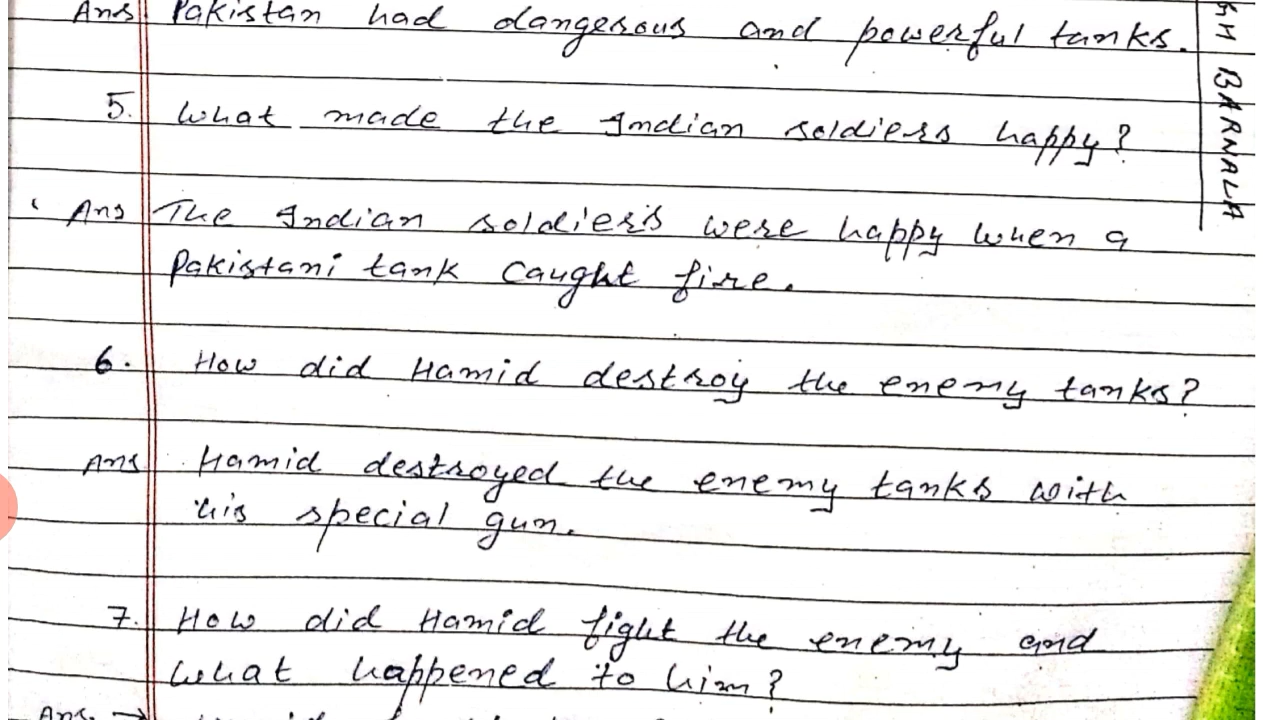 Ans Pakistan had dangerous and powerful tanks.
5. What made the Indian soldiers happy?
Ans The Indian soldiers were happy when a
Pakistani tank caught fire.
6. How did Hamid destroy the enemy tanks?
Ans Hamid destroyed the enemy tanks with
his special gun.
7. How did Hamid fight the enemy and
what happened to him?
Ans. →
BARNALA